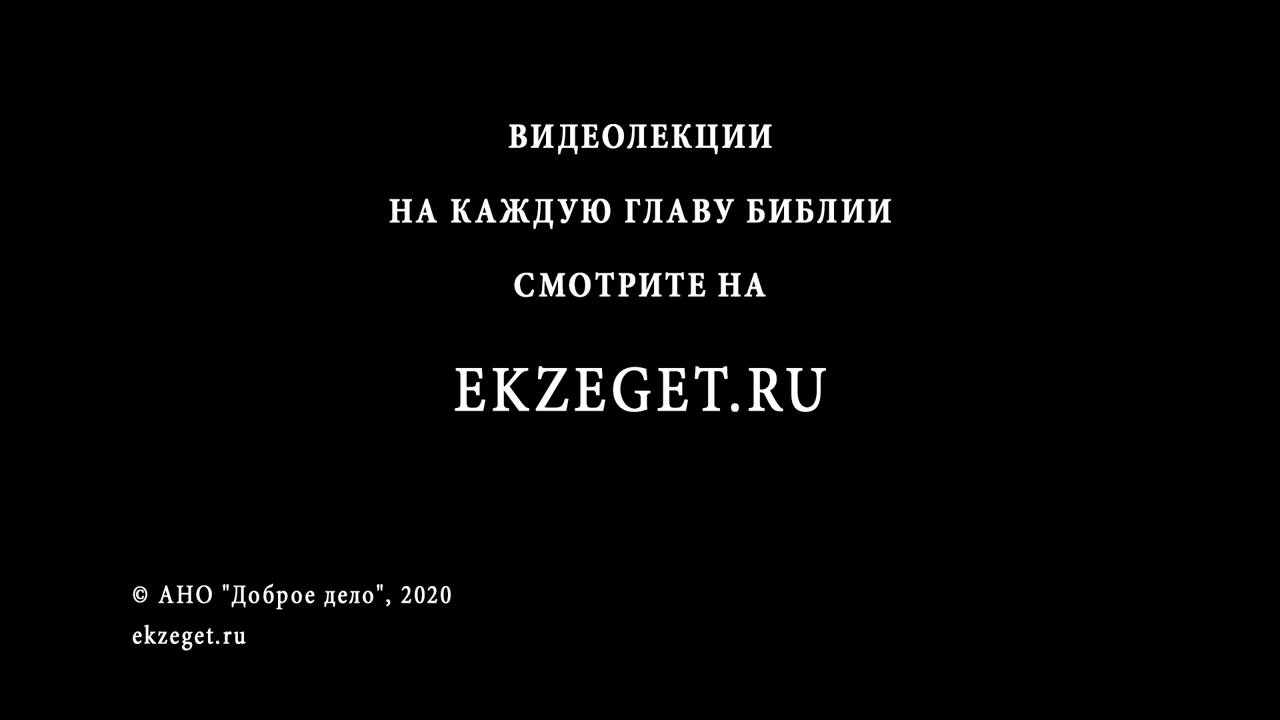 ВИДЕОЛЕКЦИИ
НА КАЖДУЮ ГЛАВУ БИБЛИИ
СМОТРИТЕ НА
EKZEGET.RU
© АНО "Доброе дело", 2020
ekzeget.ru